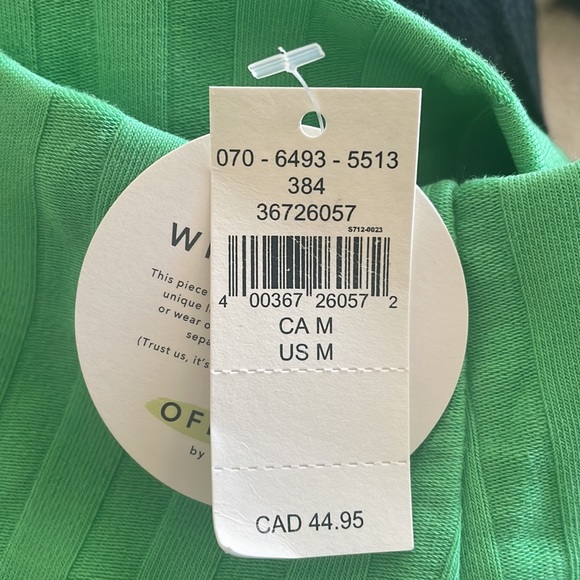 070 - 6493 - 5513
384
36726057
S712-0023
4 00367 26057 2
CA M
US M
CAD 44.95
W
This piece
unique
or wear
(Trust us, it's
by